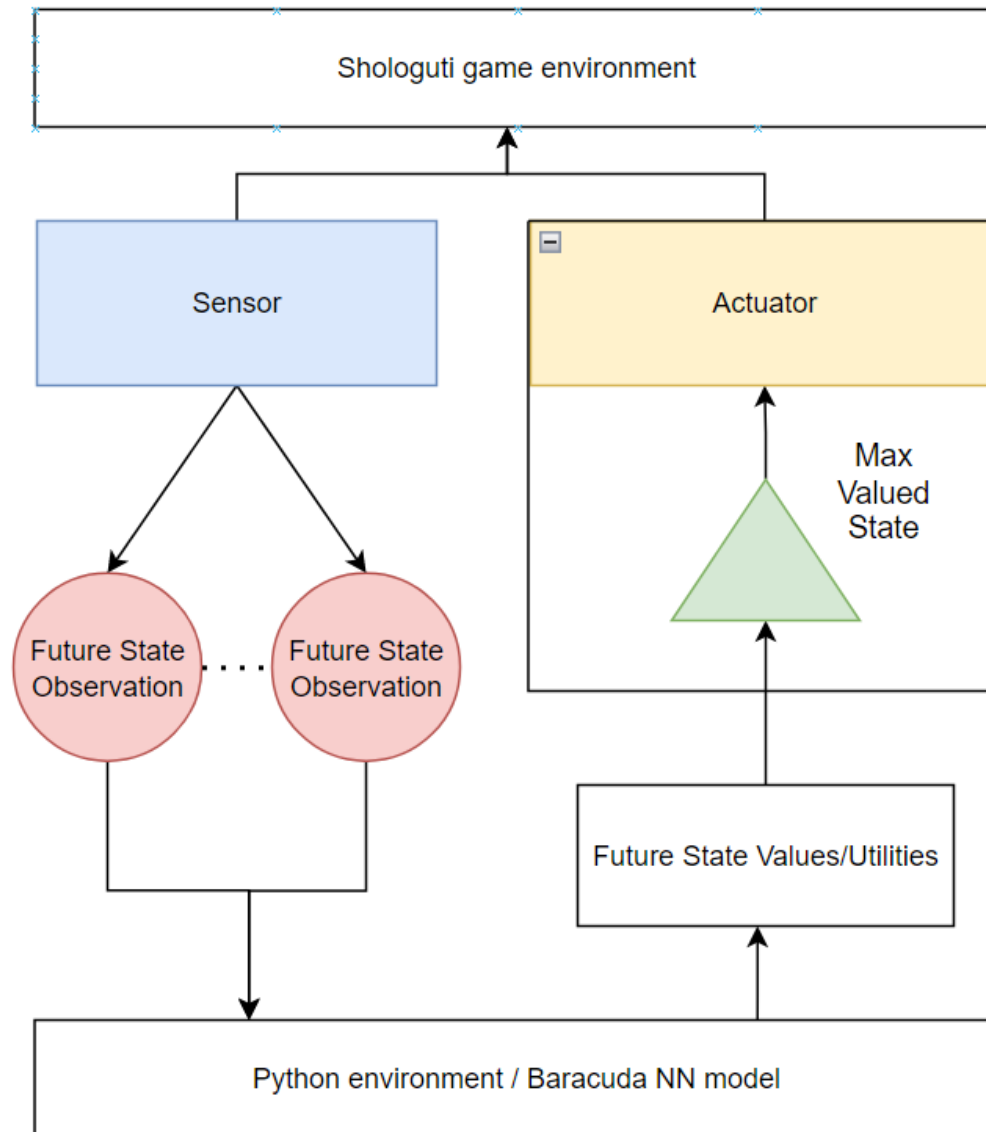 Shologuti game environment
Sensor
Actuator
Max
Valued
State
Future State
Observation
Future State
Observation
Future State Values/Utilities
Python environment / Baracuda NN model